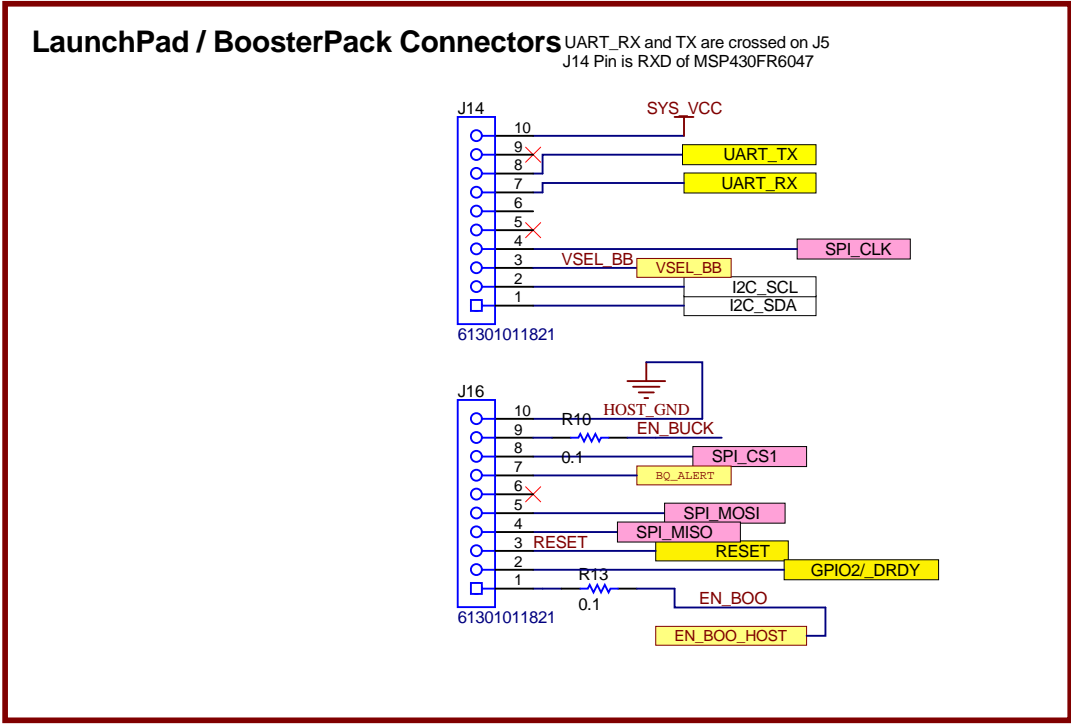 LaunchPad / BoosterPack Connectors UART_RX and TX are crossed on J5
J14 Pin is RXD of MSP430FR6047
J14
SYS_VCC
10
9
8
UART_TX
7
UART_RX
6
5
4
SPI_CLK
3
VSEL_BB
VSEL_BB
2
I2C_SCL
1
I2C_SDA
61301011821
J16
HOST_GND
10
R10
0.1
9
EN_BUCK
8
SPI_CS1
7
BQ_ALERT
6
5
SPI_MOSI
4
SPI_MISO
3
RESET
RESET
2
GPIO2/_DRDY
1
R13
0.1
EN_BOO
61301011821
EN_BOO_HOST